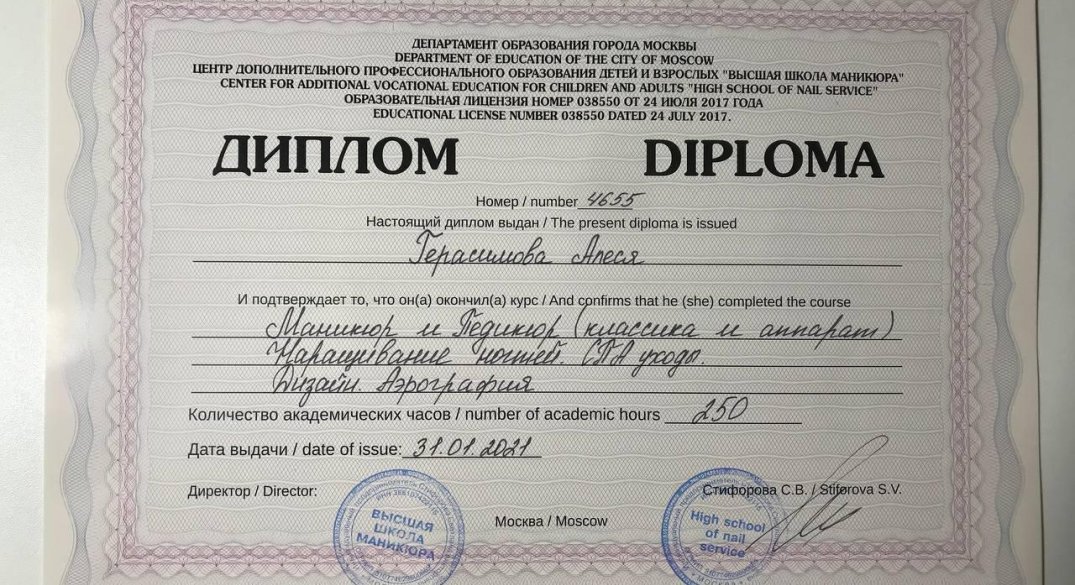 ДЕПАРТАМЕНТ ОБРАЗОВАНИЯ ГОРОДА МОСКВЫ
DEPARTMENT OF EDUCATION OF THE CITY OF MOSCOW
ЦЕНТР ДОПОЛНИТЕЛЬНОГО ПРОФЕССИОНАЛЬНОГО ОБРАЗОВАНИЯ ДЕТЕЙ И ВЗРОСЛЫХ "ВЫСШАЯ ШКОЛА МАНИКЮРА"
CENTER FOR ADDITIONAL VOCATIONAL EDUCATION FOR CHILDREN AND ADULTS "HIGH SCHOOL OF NAIL SERVICE"
ОБРАЗОВАТЕЛЬНАЯ ЛИЦЕНЗИЯ НОМЕР 038550 ОТ 24 ИЮЛЯ 2017 ГОДА
EDUCATIONAL LICENSE NUMBER 038550 DATED 24 JULY 2017.
ДИПЛОМ DIPLOMA
Номер / number 4655
Настоящий диплом выдан / The present diploma is issued
Герасимова Алеся
И подтверждает то, что он(а) окончил(а) курс / And confirms that he (she) completed the course
Маникюр и Педикюр (классика и аппарат)
Наращивание ногтей. СПА уходы.
Дизайн. Аэрография
Количество академических часов / number of academic hours 250
Дата выдачи / date of issue: 31.01.2021
Директор / Director: Стифорова С.В. / Stiforova S.V.
Москва / Moscow
ВЫСШАЯ
ШКОЛА
МАНИКЮРА
High school
of nail
service